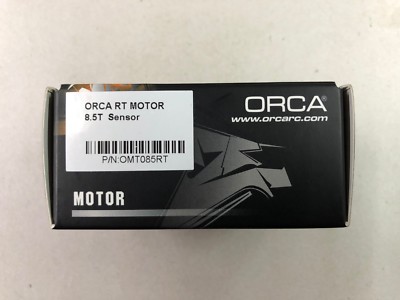 ORCA RT MOTOR
8.5T Sensor
P/N:OMT085RT
ORCA®
www.orcarc.com
MOTOR